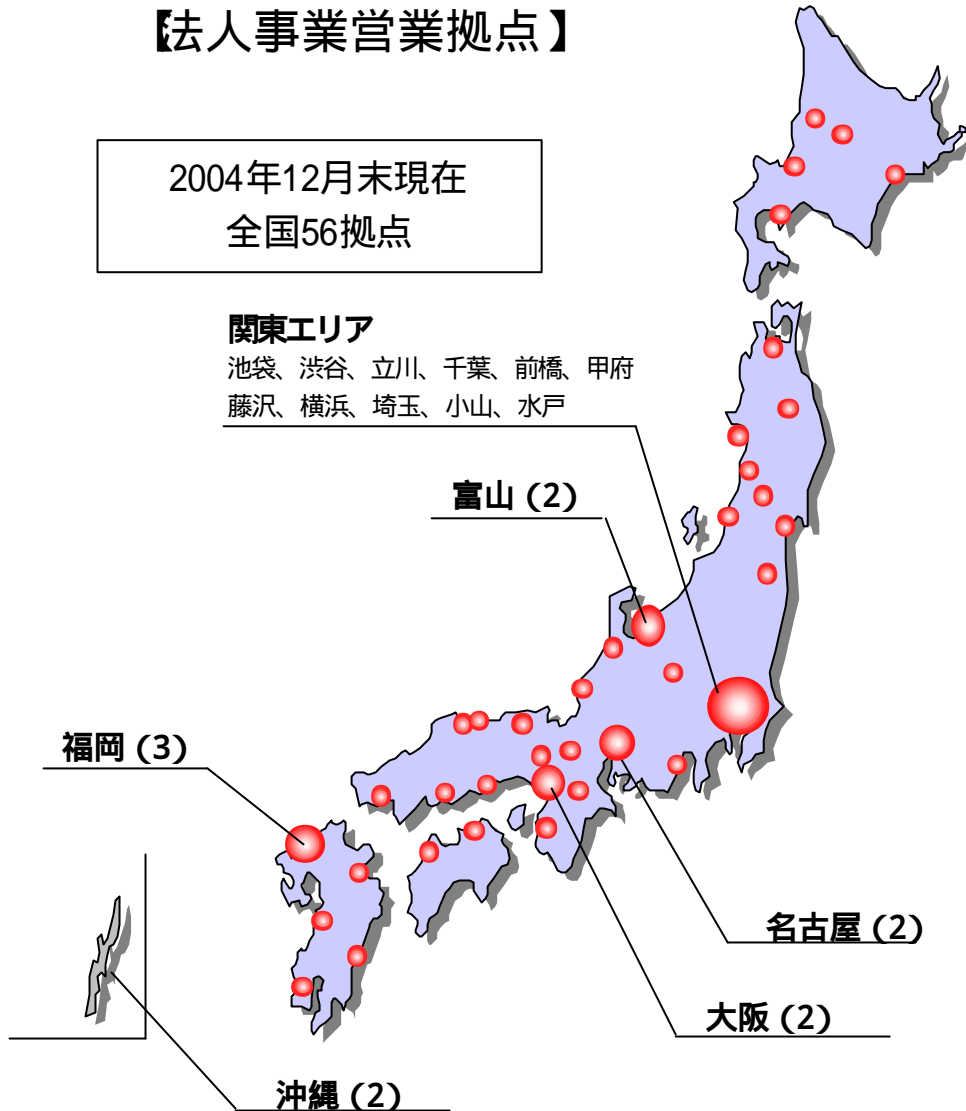 【法人事業営業拠点】
2004年12月末現在
全国56拠点
関東エリア
池袋、渋谷、立川、千葉、前橋、甲府
藤沢、横浜、埼玉、小山、水戸
富山（2）
福岡（3）
名古屋（2）
大阪（2）
沖縄（2）